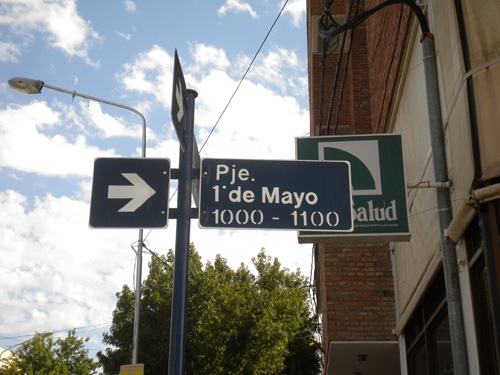 Pje.
1° de Mayo
1000 - 1100
Salud